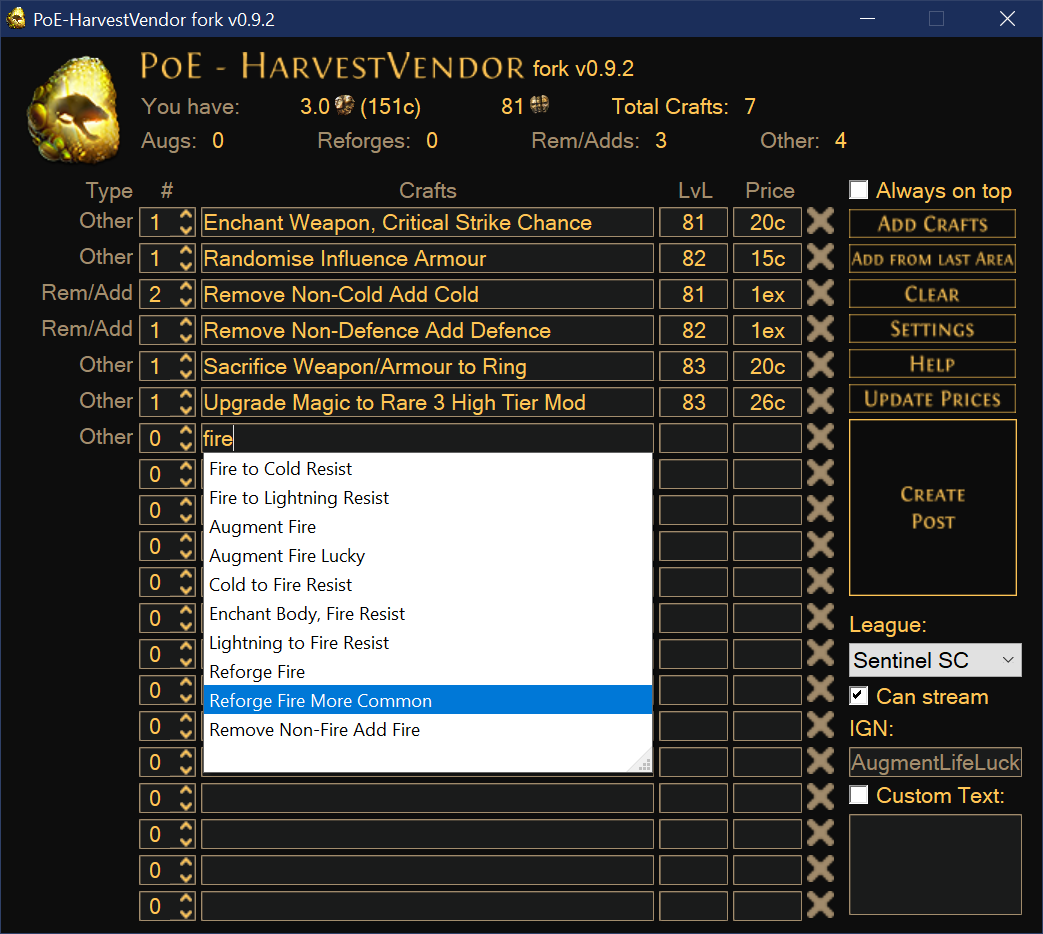 PoE-HarvestVendor fork v0.9.2
PoE - HarvestVendor fork v0.9.2
You have: 3.0 (151c) 81 Total Crafts: 7
Augs: 0 Reforges: 0 Rem/Adds: 3 Other: 4
Type # Crafts LvL Price Always on top
Other 1 Enchant Weapon, Critical Strike Chance 81 20c Add Crafts
Other 1 Randomise Influence Armour 82 15c Add from last Area
Rem/Add 2 Remove Non-Cold Add Cold 81 1ex Clear
Rem/Add 1 Remove Non-Defence Add Defence 82 1ex Settings
Other 1 Sacrifice Weapon/Armour to Ring 83 20c Help
Other 1 Upgrade Magic to Rare 3 High Tier Mod 83 26c Update Prices
Other 0 fire
Fire to Cold Resist
0
Fire to Lightning Resist
0
Augment Fire
0
Augment Fire Lucky
Cold to Fire Resist
0
Enchant Body, Fire Resist
0
Lightning to Fire Resist
0
Reforge Fire
0
Reforge Fire More Common
0
Remove Non-Fire Add Fire
0
0
0
0
0
Create
Post
League:
Sentinel SC
Can stream
IGN:
AugmentLifeLuck
Custom Text: